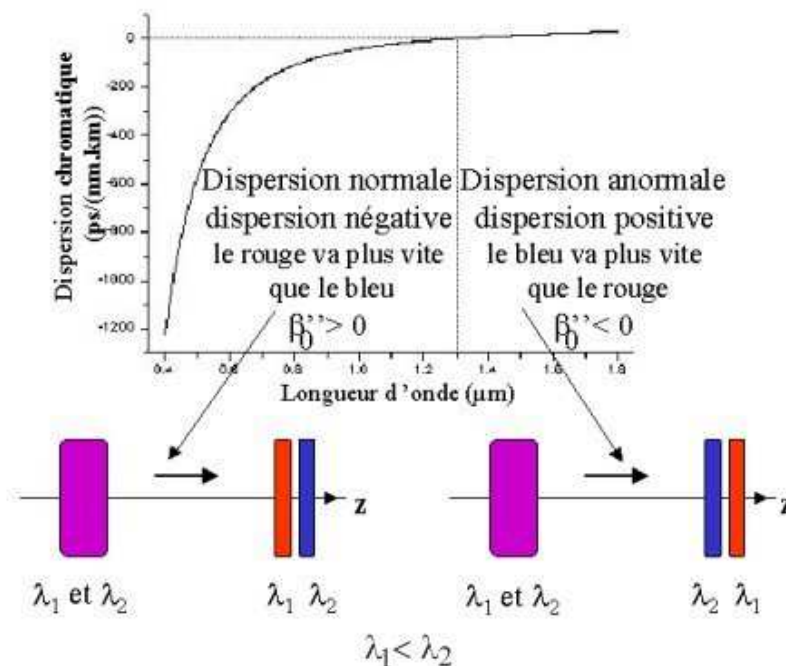 Dispersion chromatique
(ps/(nm.km))
0
-200
-400
-600
-800
-1000
-1200
0.4
0.6
0.8
1.0
1.2
1.4
1.6
1.8
Longueur d ’onde (µm)
Dispersion normale
dispersion négative
le rouge va plus vite
que le bleu
β₀’’> 0
Dispersion anormale
dispersion positive
le bleu va plus vite
que le rouge
β₀’’< 0
z
λ₁ et λ₂
λ₁ λ₂
z
λ₁ et λ₂
λ₂ λ₁
λ₁< λ₂